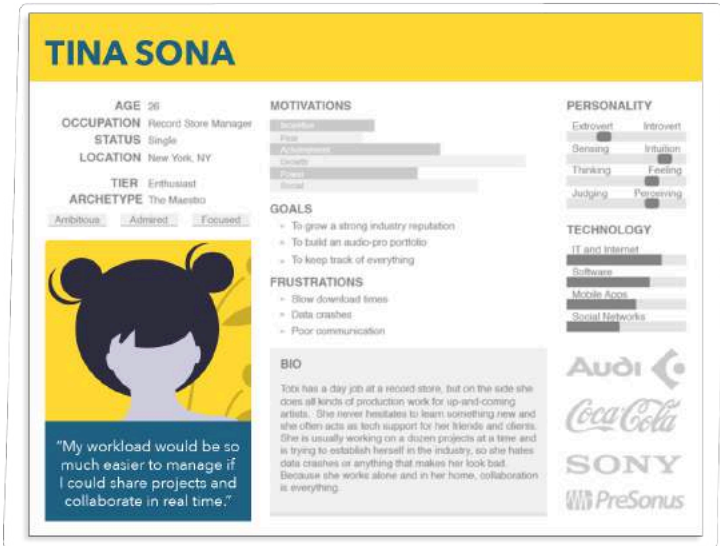 TINA SONA
AGE 26
OCCUPATION Record Store Manager
STATUS Single
LOCATION New York, NY
TIER Enthusiast
ARCHETYPE The Maestro
Ambitious Admired Focused
"My workload would be so
much easier to manage if
I could share projects and
collaborate in real time."
MOTIVATIONS
Incentive
Fear
Achievement
Growth
Power
Social
GOALS
» To grow a strong industry reputation
» To build an audio-pro portfolio
» To keep track of everything
FRUSTRATIONS
» Slow download times
» Data crashes
» Poor communication
BIO
Tobi has a day job at a record store, but on the side she
does all kinds of production work for up-and-coming
artists. She never hesitates to learn something new and
she often acts as tech support for her friends and clients.
She is usually working on a dozen projects at a time and
is trying to establish herself in the industry, so she hates
data crashes or anything that makes her look bad.
Because she works alone and in her home, collaboration
is everything.
PERSONALITY
Extrovert Introvert
Sensing Intuition
Thinking Feeling
Judging Perceiving
TECHNOLOGY
IT and Internet
Software
Mobile Apps
Social Networks
Audi
Coca Cola
SONY
PreSonus